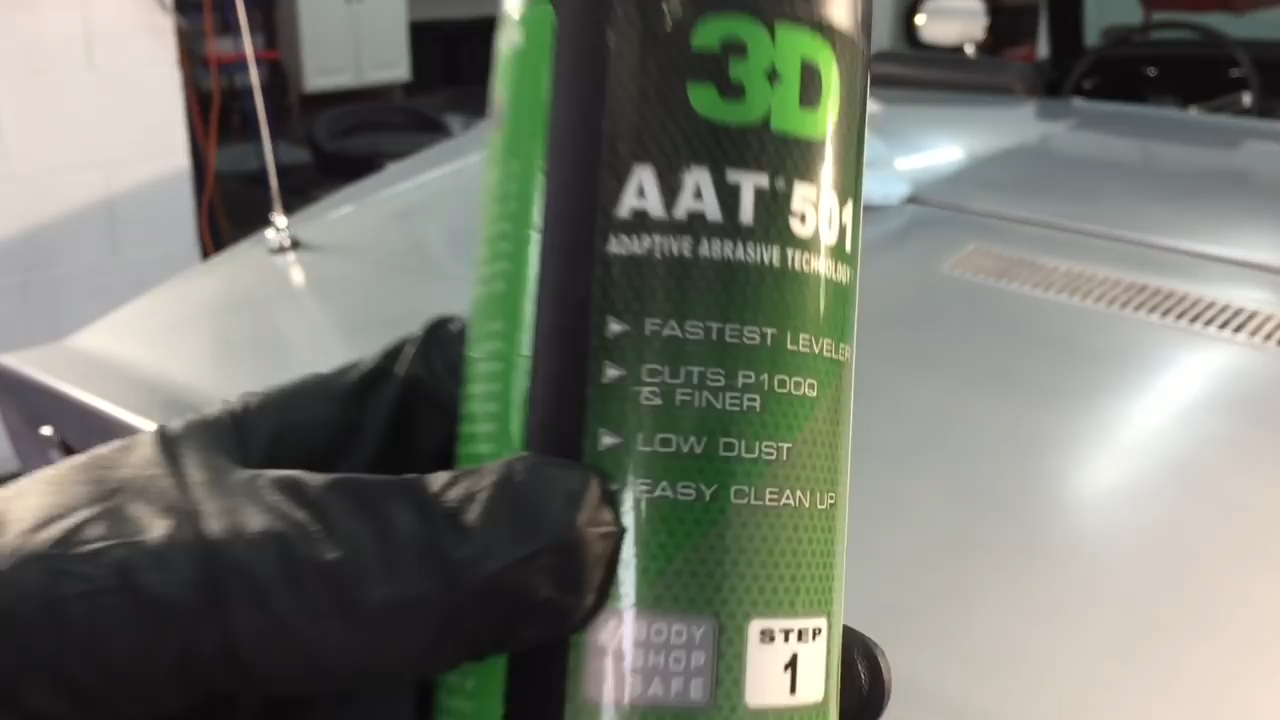 3D
AAT 501
ADAPTIVE ABRASIVE TECHNOLOGY
FASTEST LEVELER
CUTS P1000
& FINER
LOW DUST
EASY CLEAN UP
BODY
SHOP
SAFE
STEP
1